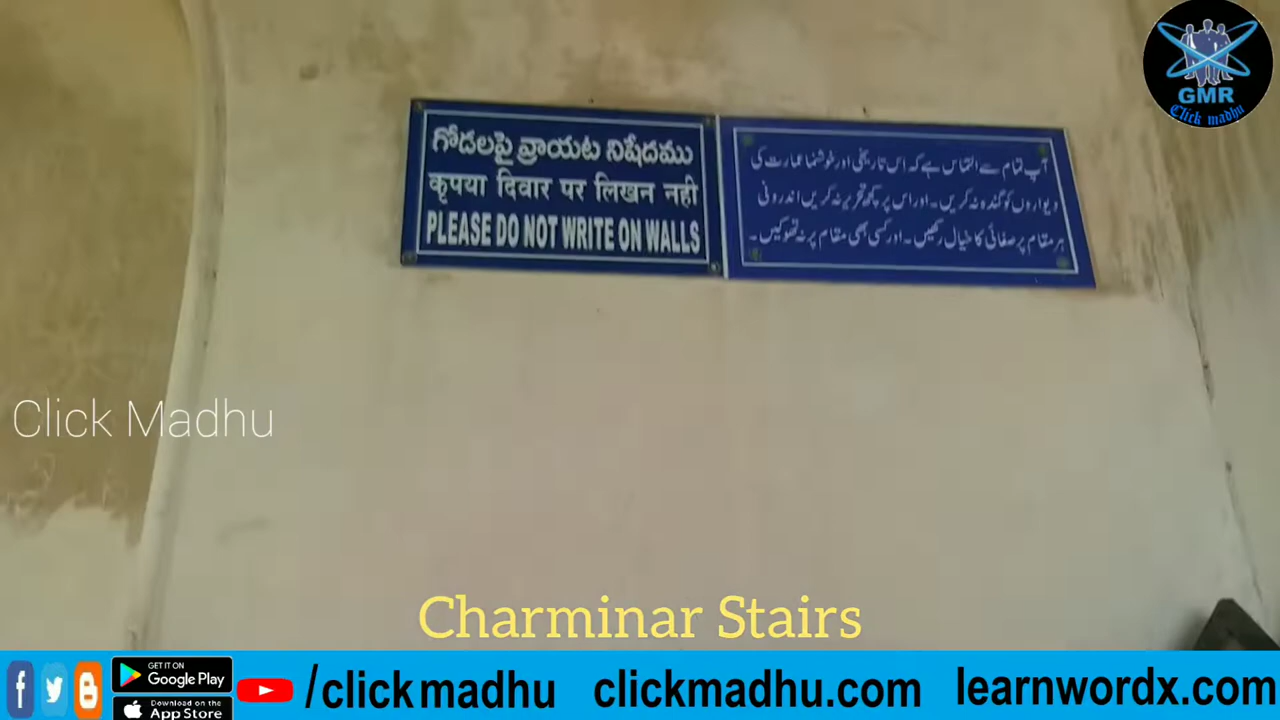 గోడలపై వ్రాయట నిషేదము
कृपया दिवार पर लिखन नही
PLEASE DO NOT WRITE ON WALLS
آپ تمام سے التماس ہے کہ اس تاریخی اور خوشنما عمارت کی
دیواروں کو گندہ نہ کریں۔ اور اس پر کچھ تحریر نہ کریں اندرونی
ہر مقام پر صفائی کا خیال رکھیں۔ اور کسی بھی مقام پر نہ تھوکیں۔
GMR
Click madhu
Click Madhu
Charminar Stairs
GET IT ON
Google Play
Download on the
App Store
/clickmadhu
clickmadhu.com
learnwordx.com